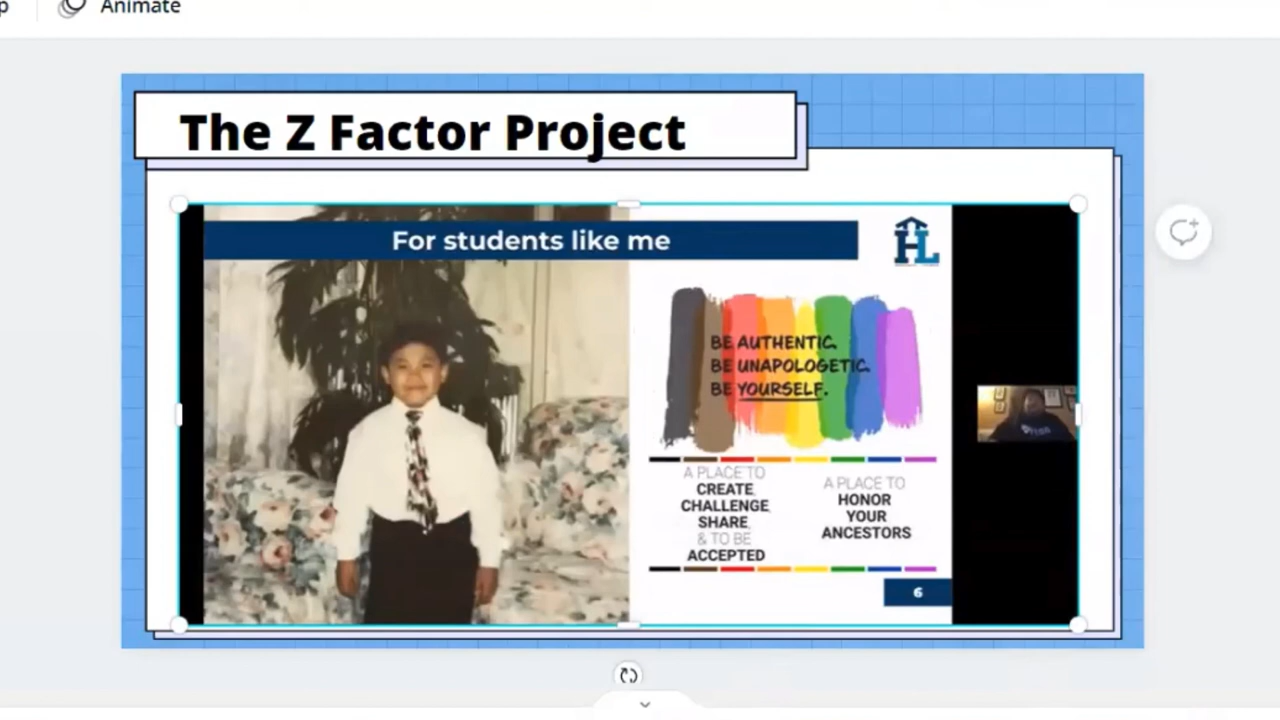 Animate
The Z Factor Project
For students like me
HL
BE AUTHENTIC.
BE UNAPOLOGETIC.
BE YOURSELF.
A PLACE TO
CREATE,
CHALLENGE,
SHARE,
& TO BE
ACCEPTED
A PLACE TO
HONOR
YOUR
ANCESTORS
6